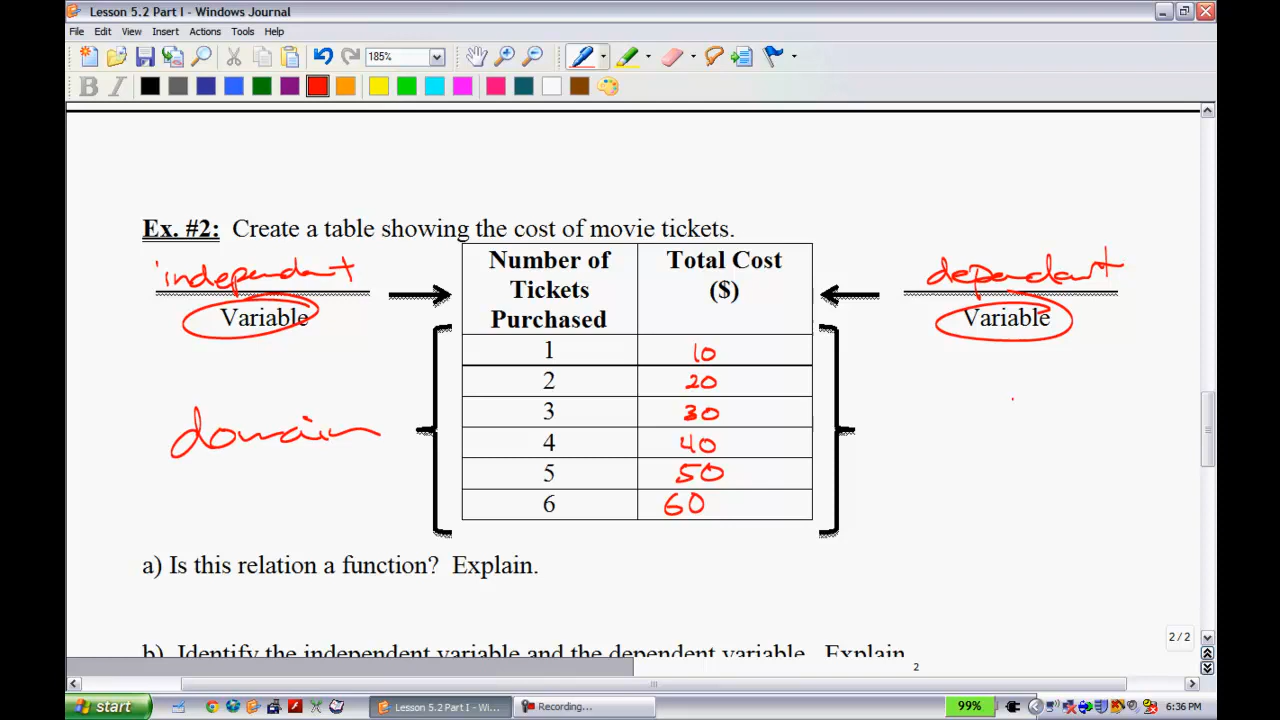 Lesson 5.2 Part I - Windows Journal
File Edit View Insert Actions Tools Help
185%
B I
Ex. #2: Create a table showing the cost of movie tickets.
independent
Variable
Number of Tickets Purchased
Total Cost ($)
dependent
Variable
1 10
2 20
3 30
4 40
5 50
6 60
domain
a) Is this relation a function? Explain.
b) Identify the independent variable and the dependent variable. Explain
2/2
2
start
Lesson 5.2 Part I - Wi...
Recording...
99%
6:36 PM